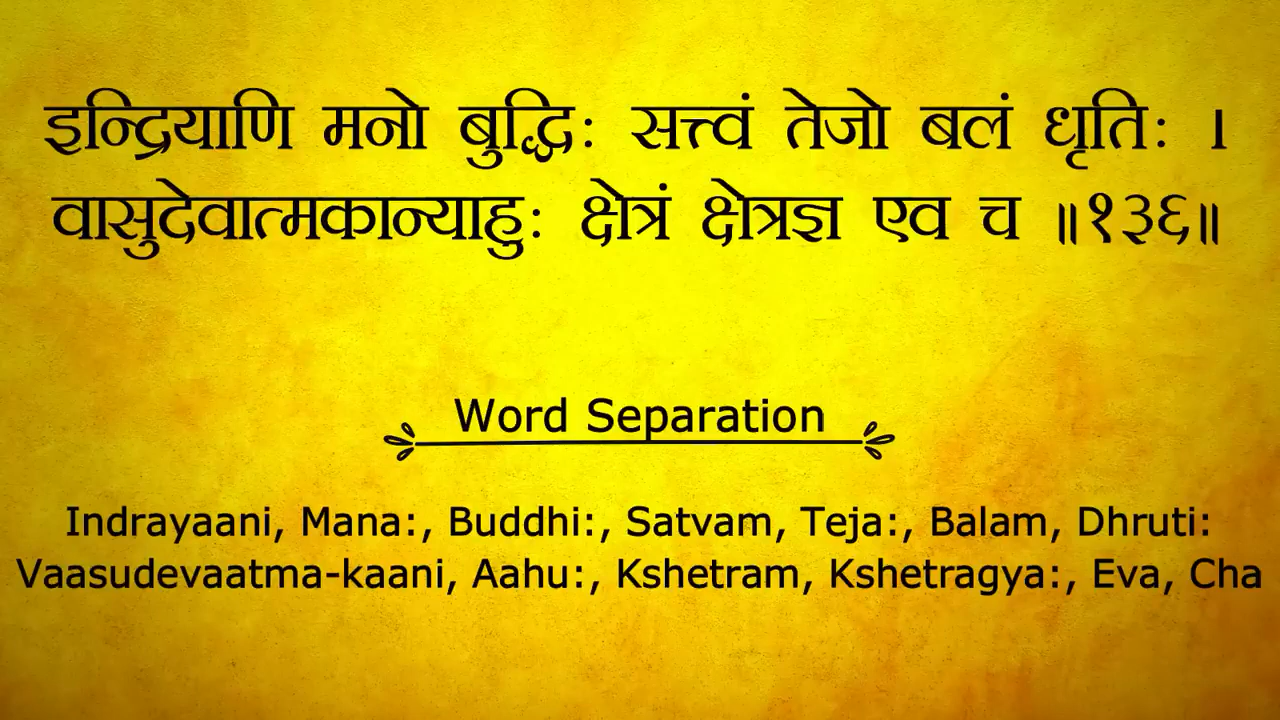 इन्द्रियाणि मनो बुद्धिः सत्त्वं तेजो बलं धृतिः ।
वासुदेवात्मकान्याहुः क्षेत्रं क्षेत्रज्ञ एव च ॥१३६॥
Word Separation
Indrayaani, Mana:, Buddhi:, Satvam, Teja:, Balam, Dhruti:
Vaasudevaatma-kaani, Aahu:, Kshetram, Kshetragya:, Eva, Cha